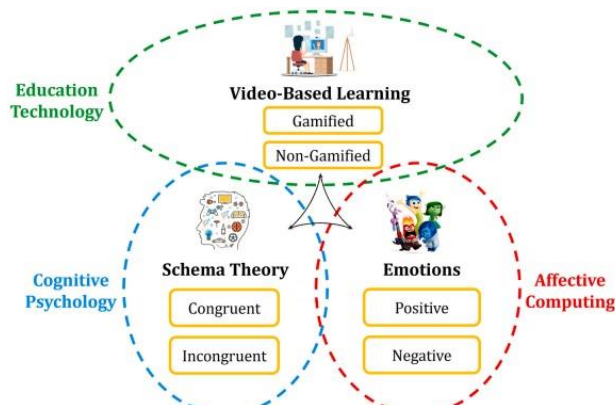 Education
Technology
Video-Based Learning
Gamified
Non-Gamified
Cognitive
Psychology
Schema Theory
Congruent
Incongruent
Emotions
Positive
Negative
Affective
Computing